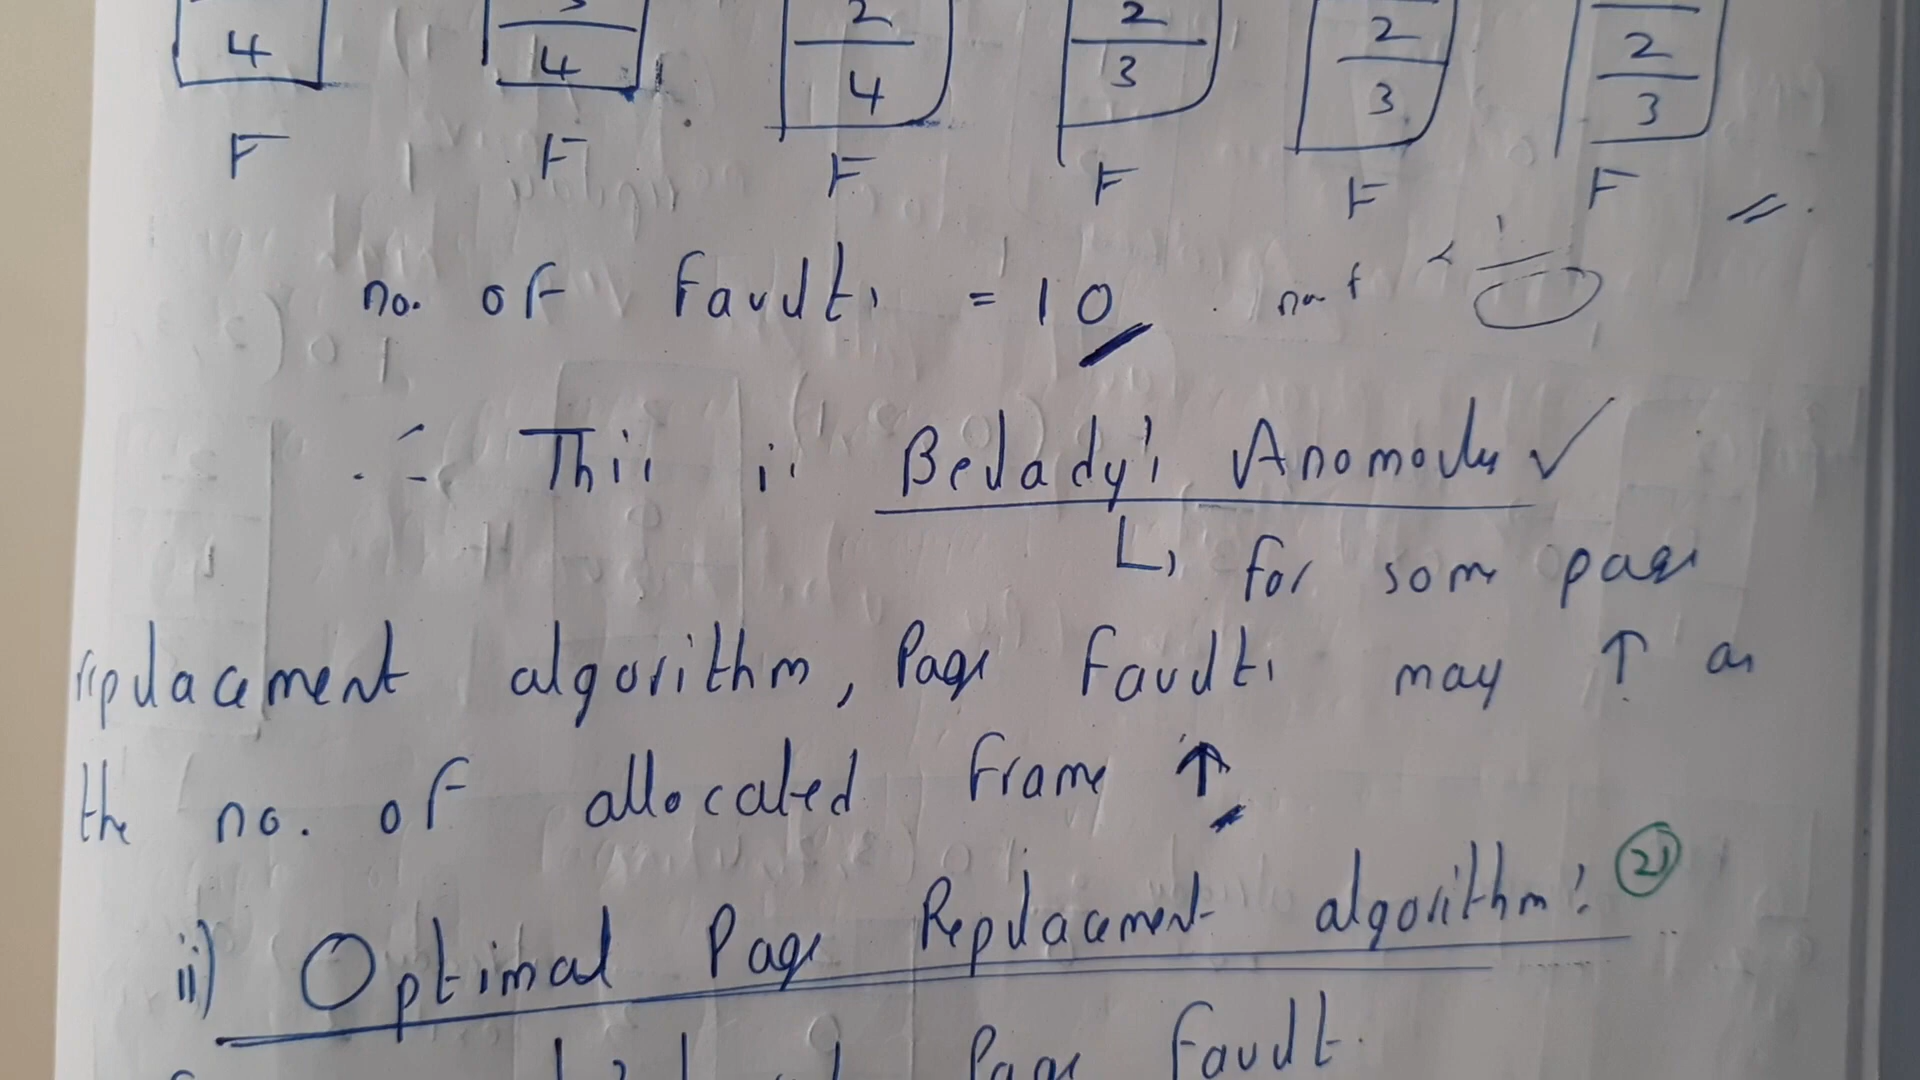 3 2 2 2 2
4 4 4 3 3 3
F F F F F F
no. of faults = 10
∴ This is Belady's Anomoly ✓
↳ for some page
replacement algorithm, Page faults may ↑ as
the no. of allocated frame ↑
ii) Optimal Page Replacement algorithm: 21
Page fault.